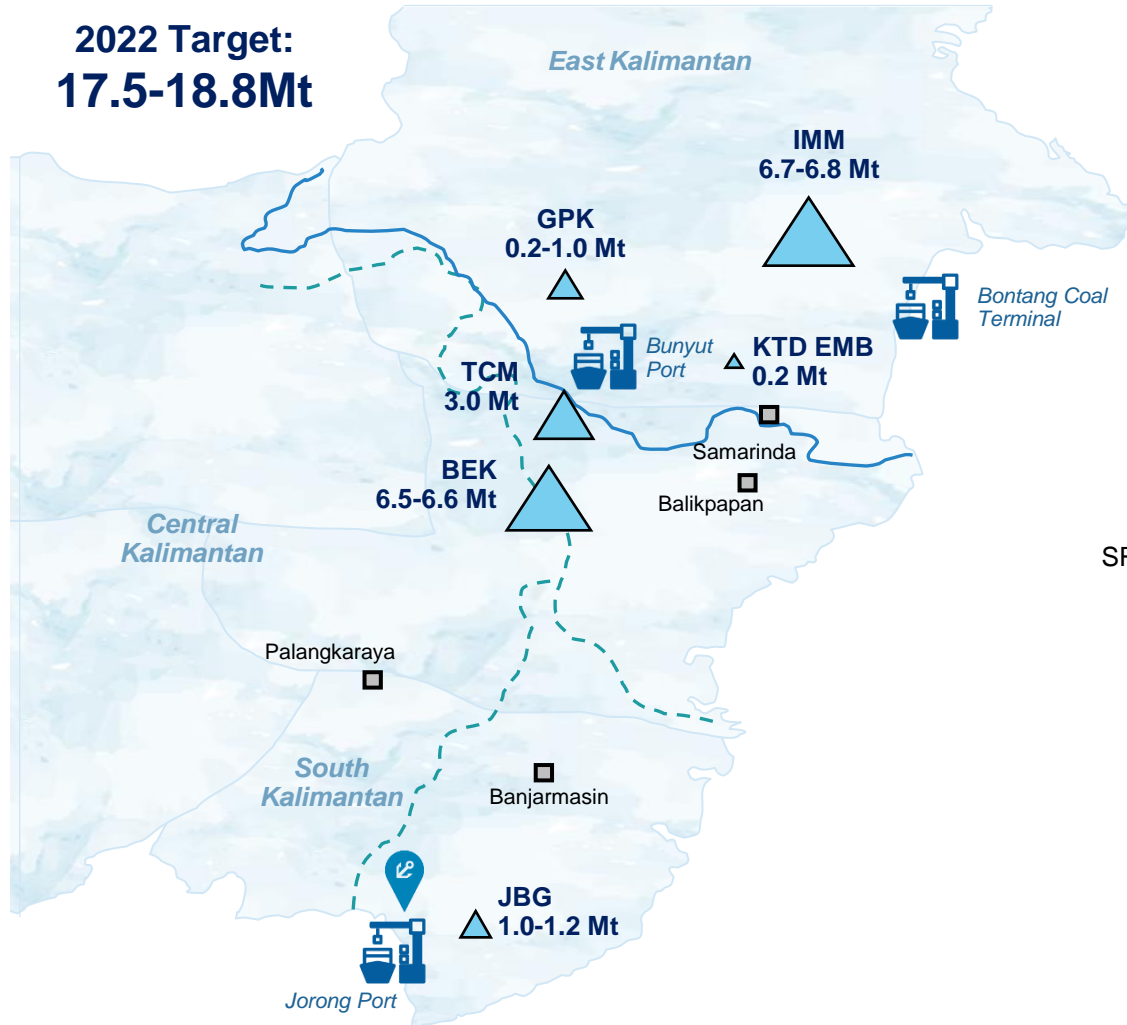 2022 Target:
17.5-18.8Mt
East Kalimantan
IMM
6.7-6.8 Mt
GPK
0.2-1.0 Mt
Bontang Coal
Terminal
Bunyut
Port
KTD EMB
0.2 Mt
TCM
3.0 Mt
Samarinda
BEK
6.5-6.6 Mt
Balikpapan
Central
Kalimantan
SF
Palangkaraya
South
Kalimantan
Banjarmasin
JBG
1.0-1.2 Mt
Jorong Port